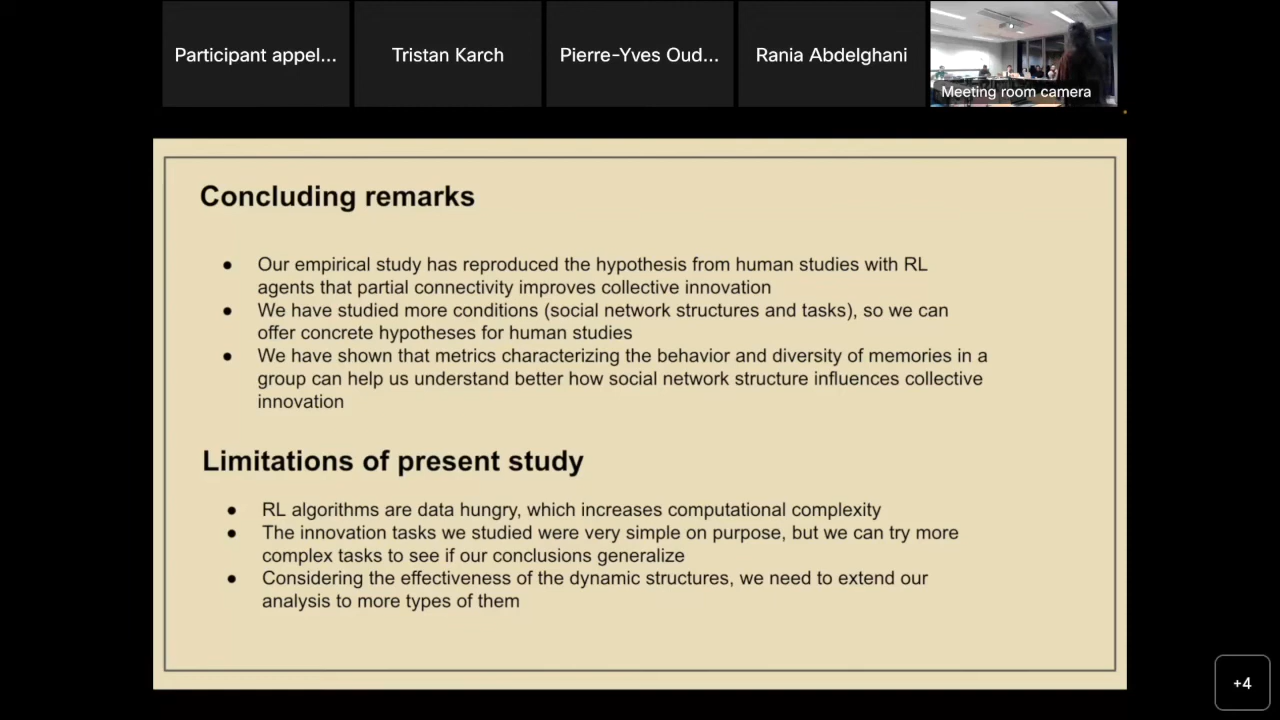 Participant appel...
Tristan Karch
Pierre-Yves Oud...
Rania Abdelghani
Meeting room camera
Concluding remarks
● Our empirical study has reproduced the hypothesis from human studies with RL
agents that partial connectivity improves collective innovation
● We have studied more conditions (social network structures and tasks), so we can
offer concrete hypotheses for human studies
● We have shown that metrics characterizing the behavior and diversity of memories in a
group can help us understand better how social network structure influences collective
innovation
Limitations of present study
● RL algorithms are data hungry, which increases computational complexity
● The innovation tasks we studied were very simple on purpose, but we can try more
complex tasks to see if our conclusions generalize
● Considering the effectiveness of the dynamic structures, we need to extend our
analysis to more types of them
+4